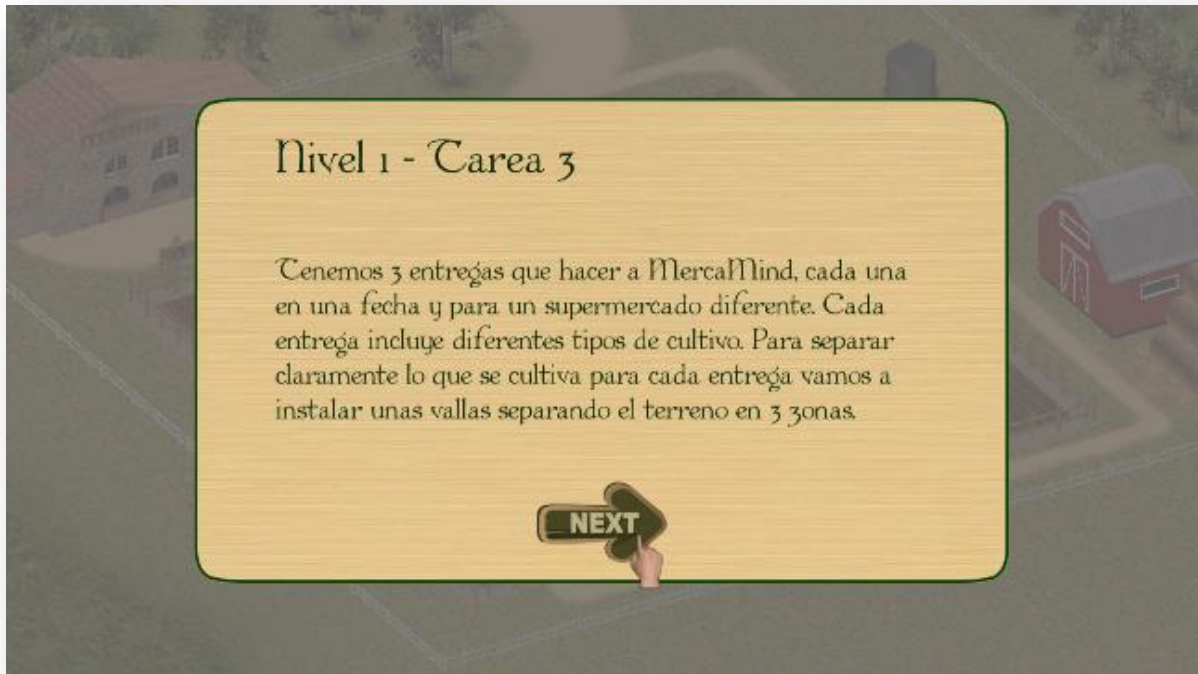 Nivel 1 - Tarea 3
Tenemos 3 entregas que hacer a MercaMind, cada una
en una fecha y para un supermercado diferente. Cada
entrega incluye diferentes tipos de cultivo. Para separar
claramente lo que se cultiva para cada entrega vamos a
instalar unas vallas separando el terreno en 3 zonas.
NEXT